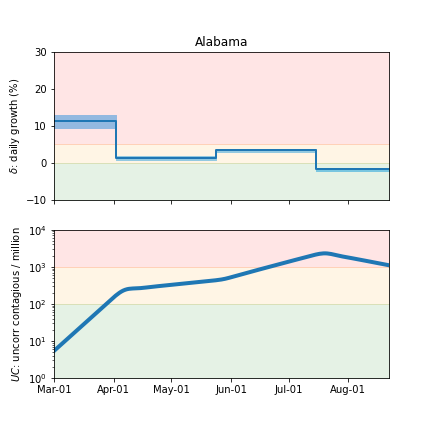 Alabama
δ: daily growth (%)
30
20
10
0
−10
UC: uncorr contagious / million
10⁴
10³
10²
10¹
10⁰
Mar-01 Apr-01 May-01 Jun-01 Jul-01 Aug-01